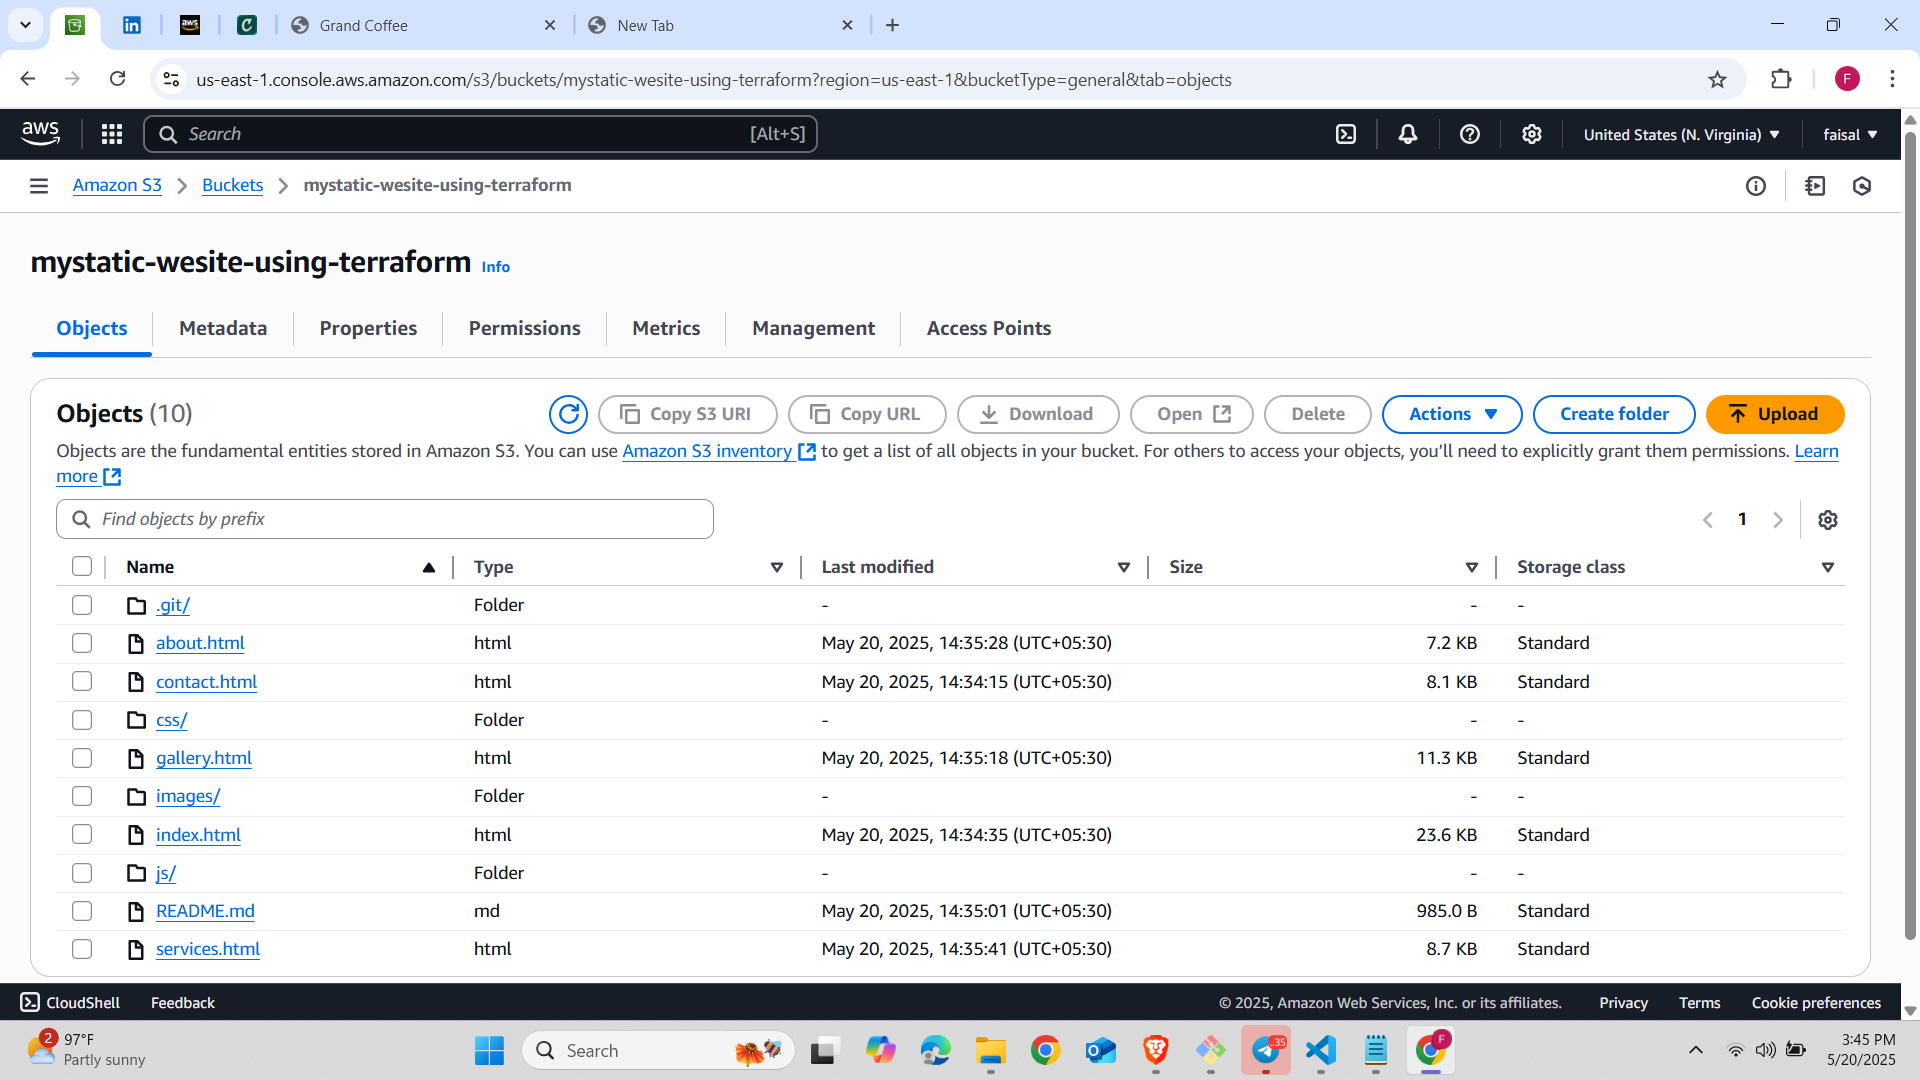 Grand Coffee
New Tab
us-east-1.console.aws.amazon.com/s3/buckets/mystatic-wesite-using-terraform?region=us-east-1&bucketType=general&tab=objects
F
aws
Search
[Alt+S]
United States (N. Virginia)
faisal
Amazon S3
Buckets
mystatic-wesite-using-terraform
mystatic-wesite-using-terraform Info
Objects
Metadata
Properties
Permissions
Metrics
Management
Access Points
Objects (10)
Copy S3 URI
Copy URL
Download
Open
Delete
Actions
Create folder
Upload
Objects are the fundamental entities stored in Amazon S3. You can use Amazon S3 inventory to get a list of all objects in your bucket. For others to access your objects, you’ll need to explicitly grant them permissions. Learn
more
Find objects by prefix
1
Name Type Last modified Size Storage class
.git/ Folder - - -
about.html html May 20, 2025, 14:35:28 (UTC+05:30) 7.2 KB Standard
contact.html html May 20, 2025, 14:34:15 (UTC+05:30) 8.1 KB Standard
css/ Folder - - -
gallery.html html May 20, 2025, 14:35:18 (UTC+05:30) 11.3 KB Standard
images/ Folder - - -
index.html html May 20, 2025, 14:34:35 (UTC+05:30) 23.6 KB Standard
js/ Folder - - -
README.md md May 20, 2025, 14:35:01 (UTC+05:30) 985.0 B Standard
services.html html May 20, 2025, 14:35:41 (UTC+05:30) 8.7 KB Standard
CloudShell
Feedback
© 2025, Amazon Web Services, Inc. or its affiliates.
Privacy
Terms
Cookie preferences
2
97°F
Partly sunny
Search
35
F
3:45 PM
5/20/2025